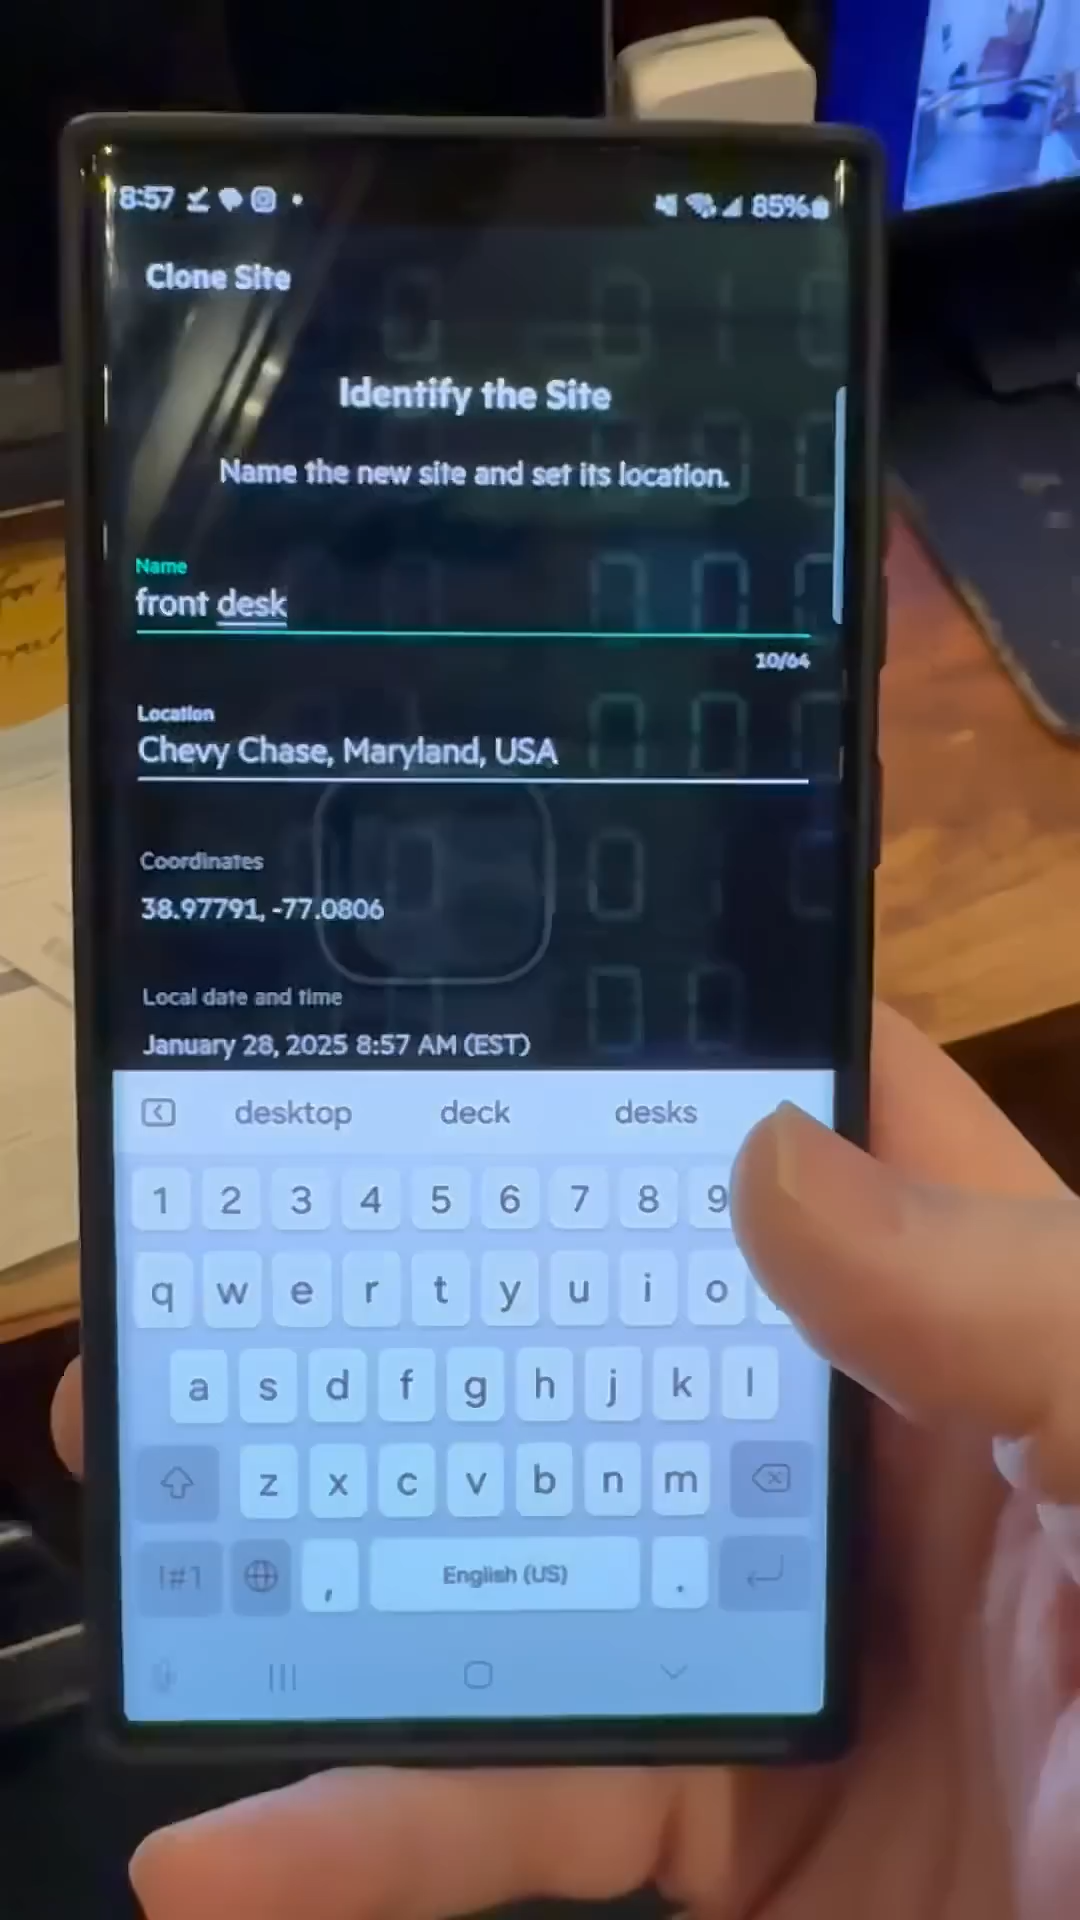 8:57
85%
Clone Site
Identify the Site
Name the new site and set its location.
Name
front desk
10/64
Location
Chevy Chase, Maryland, USA
Coordinates
38.97791, -77.0806
Local date and time
January 28, 2025 8:57 AM (EST)
desktop deck desks
1 2 3 4 5 6 7 8 9
q w e r t y u i o
a s d f g h j k l
z x c v b n m
!#1 , English (US) .